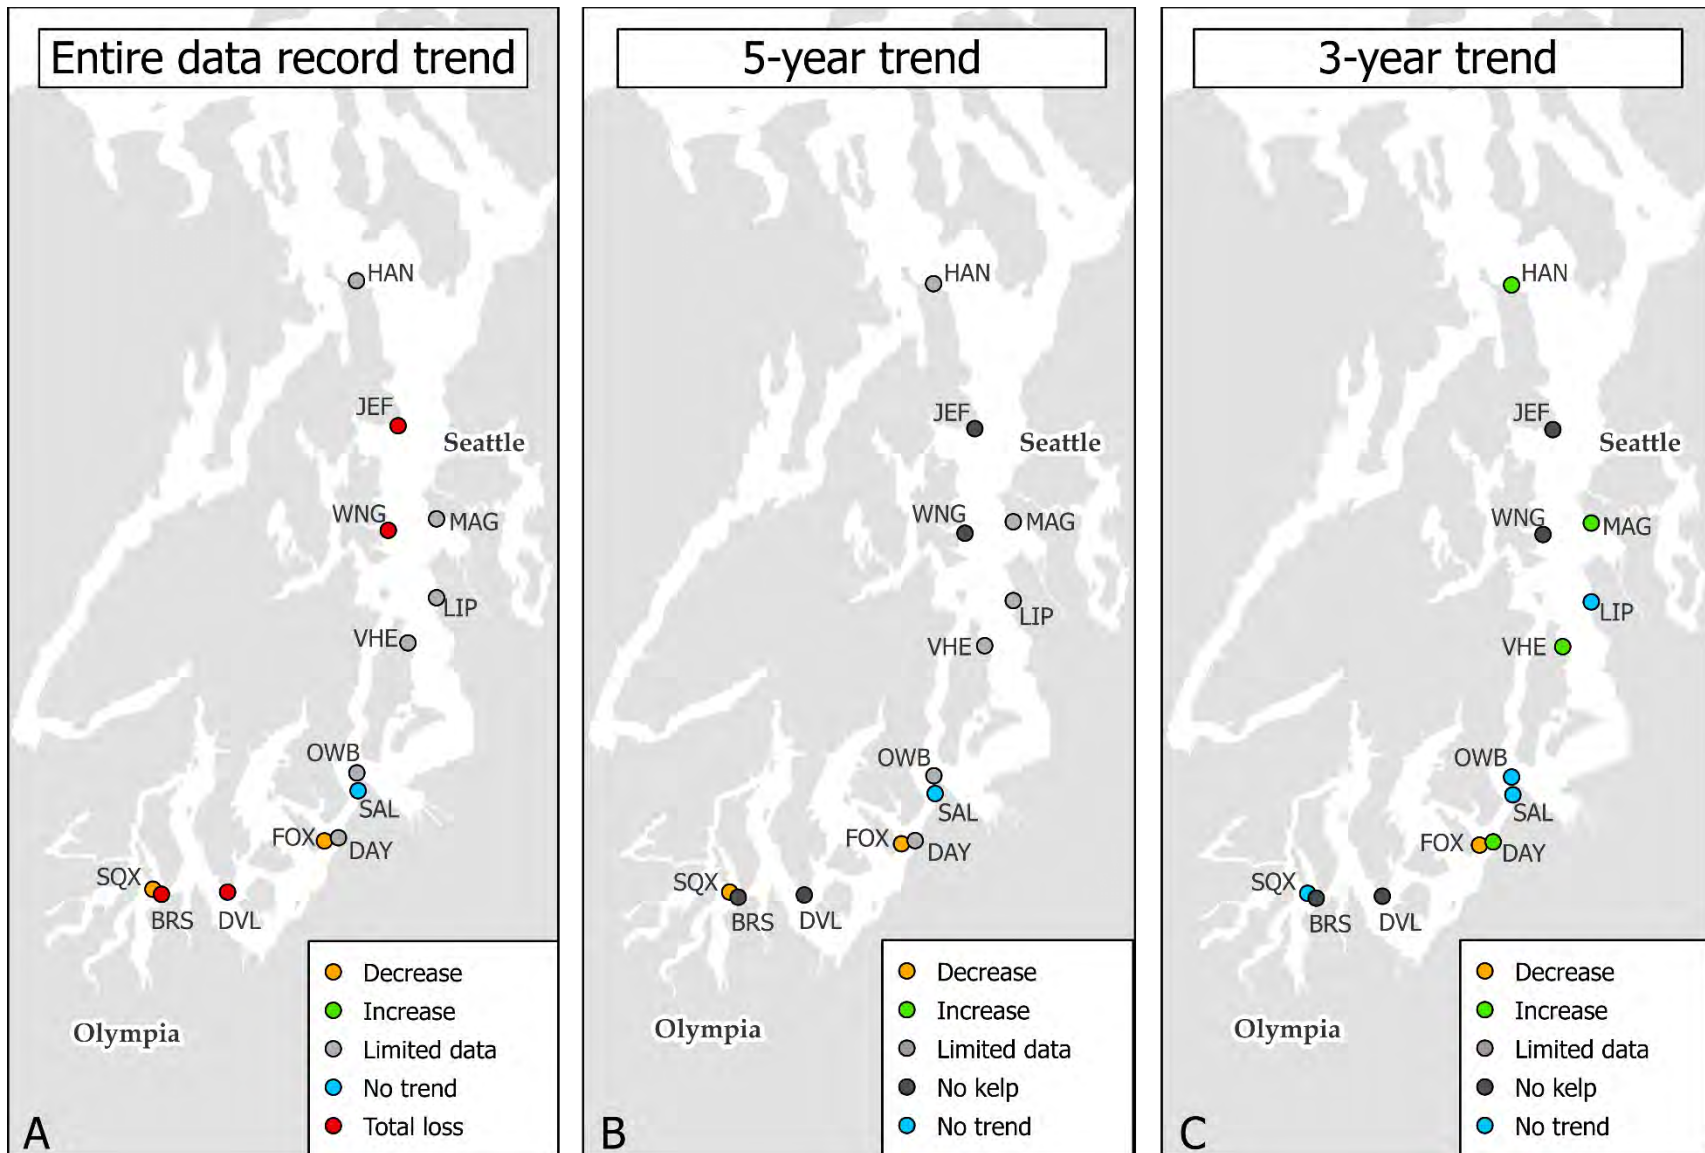 Entire data record trend
HAN
JEF
Seattle
WNG
MAG
LIP
VHE
OWB
SAL
FOX
DAY
SQX
BRS
DVL
Olympia
Decrease
Increase
Limited data
No trend
Total loss
A
5-year trend
HAN
JEF
Seattle
WNG
MAG
LIP
VHE
OWB
SAL
FOX
DAY
SQX
BRS
DVL
Olympia
Decrease
Increase
Limited data
No kelp
No trend
B
3-year trend
HAN
JEF
Seattle
WNG
MAG
LIP
VHE
OWB
SAL
FOX
DAY
SQX
BRS
DVL
Olympia
Decrease
Increase
Limited data
No kelp
No trend
C